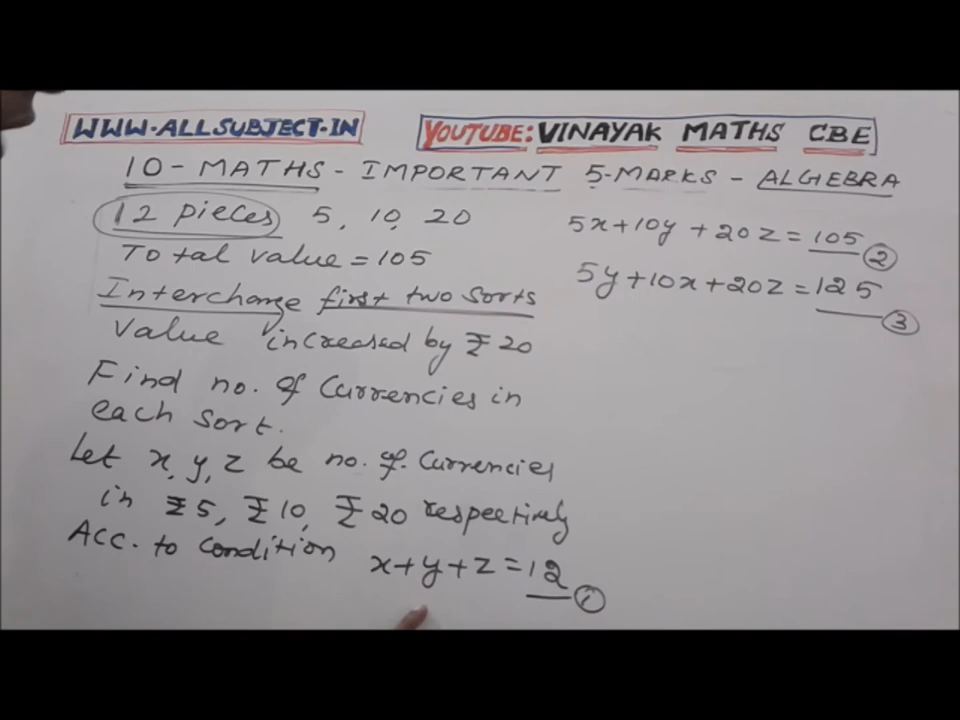 WWW.ALLSUBJECT.IN
YOUTUBE: VINAYAK MATHS CBE
10 - MATHS - IMPORTANT 5-MARKS - ALGEBRA
12 pieces 5, 10, 20
Total value = 105
Interchange first two sorts
Value increased by ₹ 20
Find no. of Currencies in
each sort.
Let x, y, z be no. of. Currencies
in ₹5, ₹10, ₹20 respectively
Acc. to condition x+y+z=12 ①
5x+10y+20z=105 ②
5y+10x+20z=125 ③